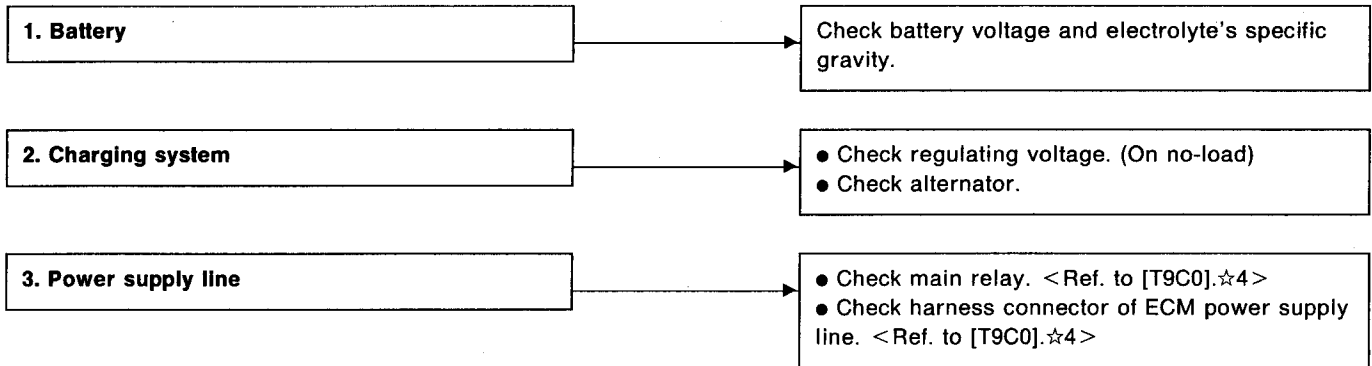 1. Battery
Check battery voltage and electrolyte's specific
gravity.
2. Charging system
● Check regulating voltage. (On no-load)
● Check alternator.
3. Power supply line
● Check main relay. <Ref. to [T9C0].☆4>
● Check harness connector of ECM power supply
line. <Ref. to [T9C0].☆4>